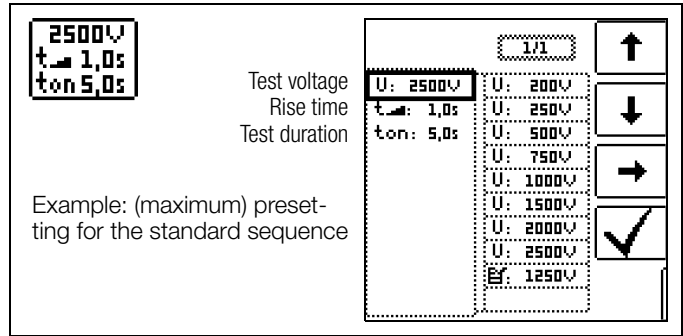 2500V
t 1,0s
ton 5,0s
Test voltage
Rise time
Test duration
Example: (maximum) preset-
ting for the standard sequence
1/1
U: 2500V
t: 1,0s
ton: 5,0s
U: 200V
U: 250V
U: 500V
U: 750V
U: 1000V
U: 1500V
U: 2000V
U: 2500V
: 1250V